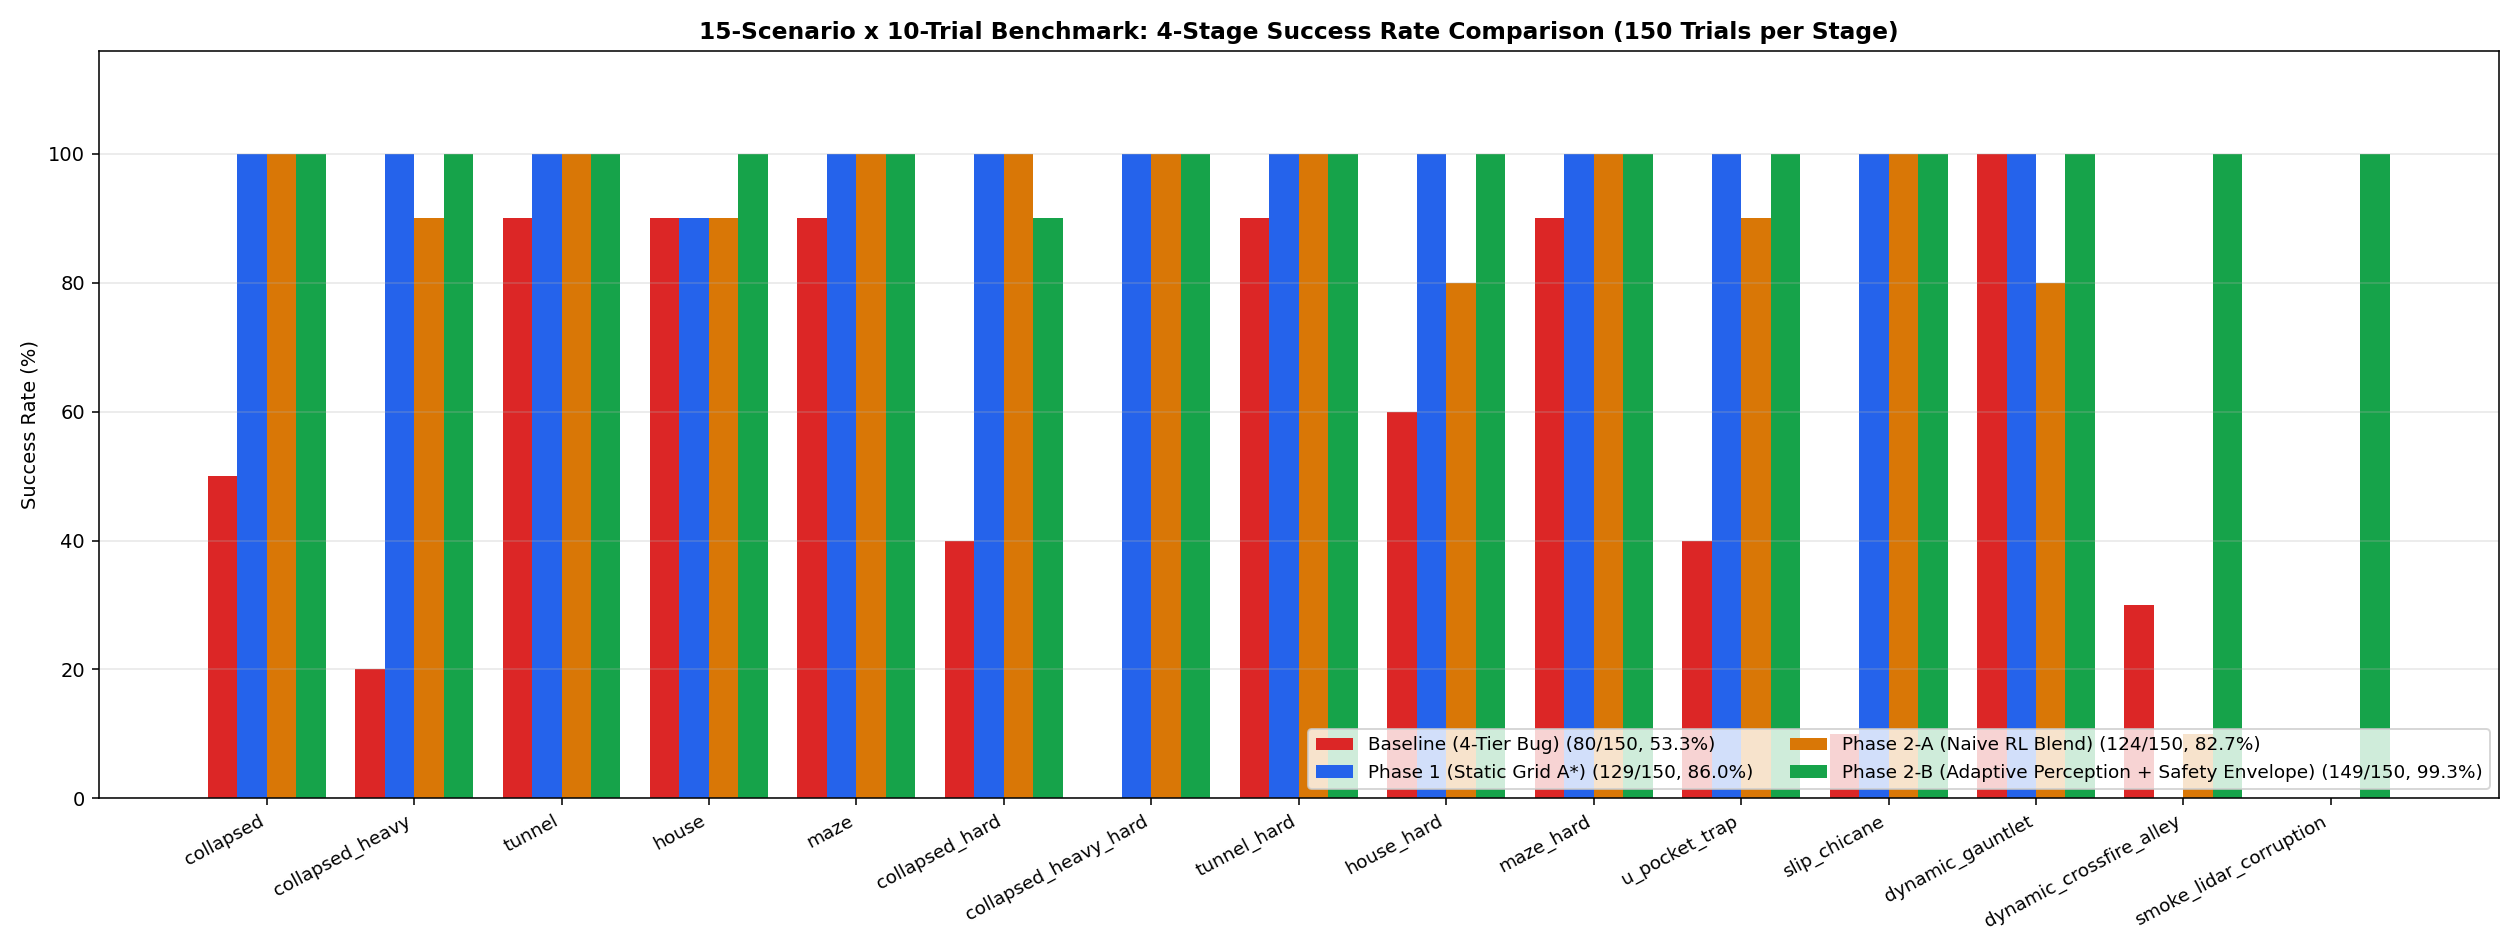 15-Scenario x 10-Trial Benchmark: 4-Stage Success Rate Comparison (150 Trials per Stage)
Success Rate (%)
100
80
60
40
20
0
Baseline (4-Tier Bug) (80/150, 53.3%)
Phase 1 (Static Grid A*) (129/150, 86.0%)
Phase 2-A (Naive RL Blend) (124/150, 82.7%)
Phase 2-B (Adaptive Perception + Safety Envelope) (149/150, 99.3%)
collapsed
collapsed_heavy
tunnel
house
maze
collapsed_hard
collapsed_heavy_hard
tunnel_hard
house_hard
maze_hard
u_pocket_trap
slip_chicane
dynamic_gauntlet
dynamic_crossfire_alley
smoke_lidar_corruption